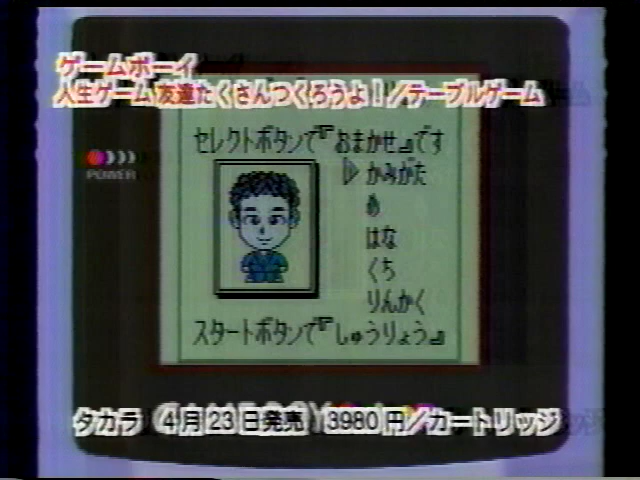 ゲームボーイ
人生ゲーム 友達たくさんつくろうよ!/テーブルゲーム
POWER
セレクトボタンで『おまかせ』です
かみがた
め
はな
くち
りんかく
スタートボタンで『しゅうりょう』
タカラ 4月23日発売 3980円/カートリッジ